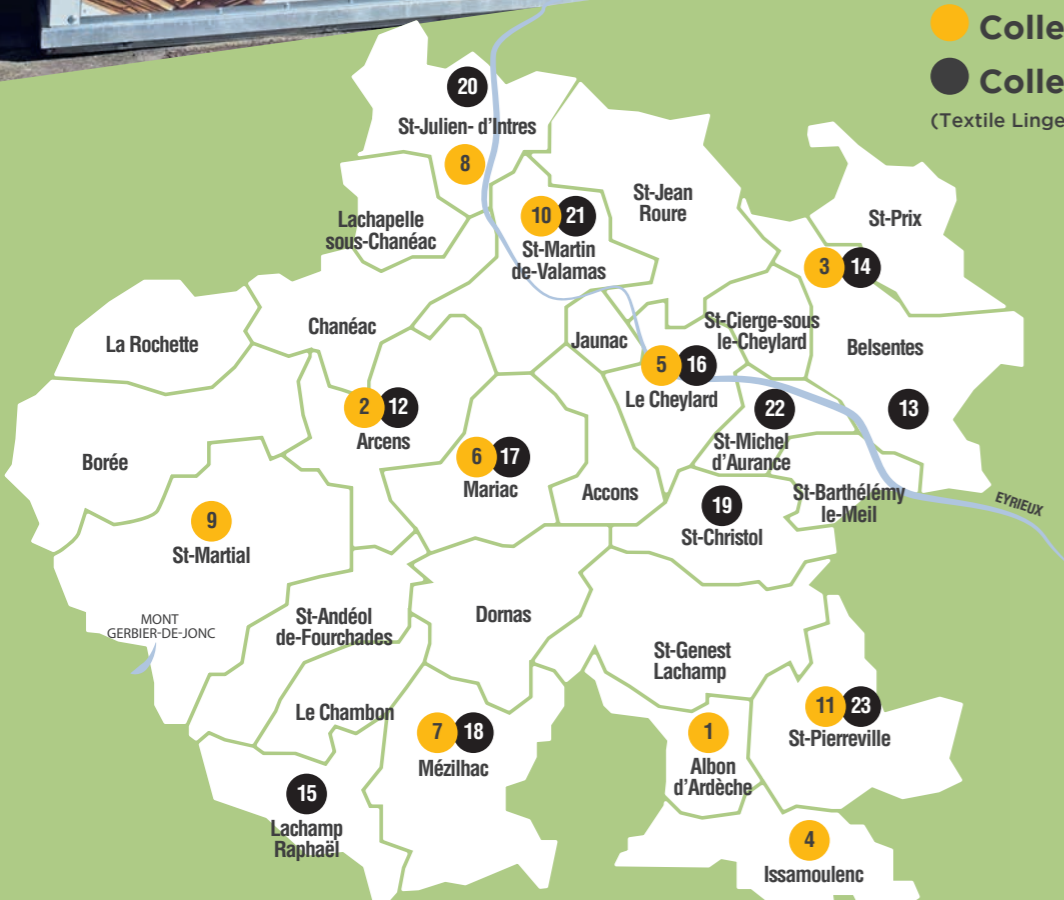 Colle
Colle
(Textile Linge
20
St-Julien- d'Intres
8
Lachapelle
sous-Chanéac
10 21
St-Martin
de-Valamas
St-Jean
Roure
St-Prix
3 14
La Rochette
Chanéac
Jaunac
St-Cierge-sous
le-Cheylard
Belsentes
5 16
Le Cheylard
2 12
Arcens
22
St-Michel
d'Aurance
13
Borée
6 17
Mariac
Accons
St-Barthélémy
le-Meil
EYRIEUX
9
St-Martial
19
St-Christol
MONT
GERBIER-DE-JONC
St-Andéol
de-Fourchades
Dornas
St-Genest
Lachamp
Le Chambon
7 18
Mézilhac
1
Albon
d'Ardèche
11 23
St-Pierreville
15
Lachamp
Raphaël
4
Issamoulenc